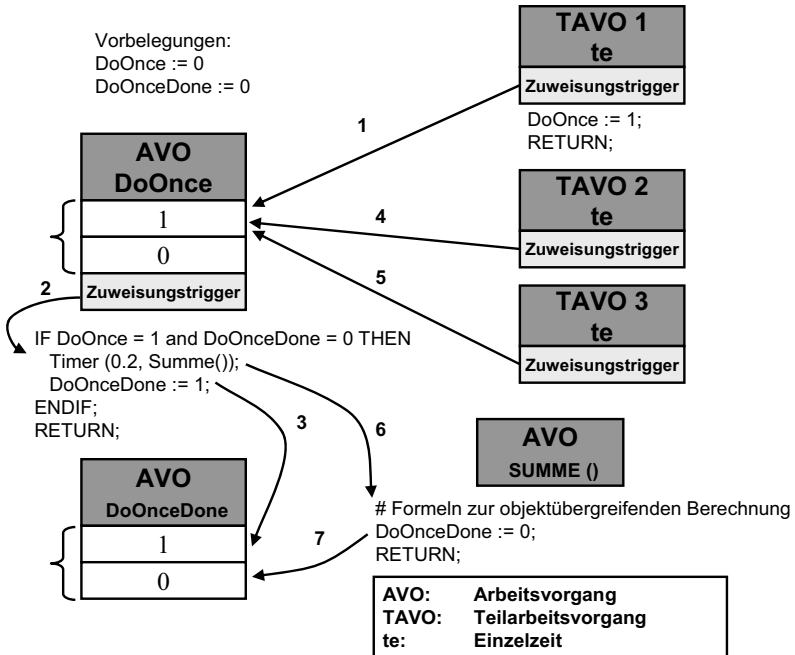 Vorbelegungen:
DoOnce := 0
DoOnceDone := 0
TAVO 1
te
Zuweisungstrigger
DoOnce := 1;
RETURN;
1
AVO
DoOnce
1
0
Zuweisungstrigger
TAVO 2
te
Zuweisungstrigger
4
5
TAVO 3
te
Zuweisungstrigger
2
IF DoOnce = 1 and DoOnceDone = 0 THEN
Timer (0.2, Summe());
DoOnceDone := 1;
ENDIF;
RETURN;
3
6
AVO
SUMME ()
AVO
DoOnceDone
1
0
# Formeln zur objektübergreifenden Berechnung
DoOnceDone := 0;
RETURN;
7
AVO: Arbeitsvorgang
TAVO: Teilarbeitsvorgang
te: Einzelzeit